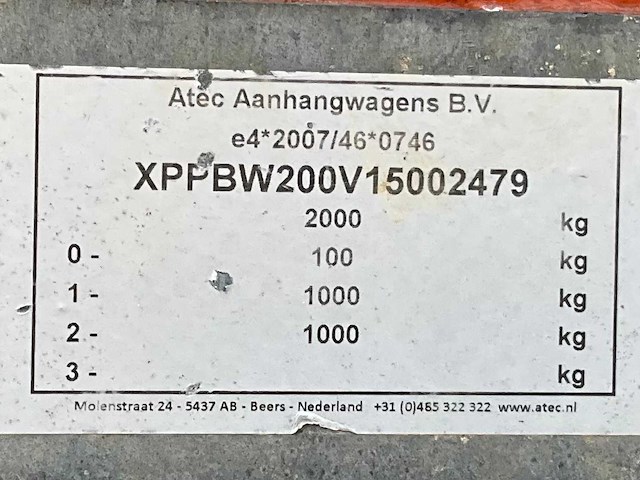 Atec Aanhangwagens B.V.
e4*2007/46*0746
XPPBW200V15002479
2000 kg
0 - 100 kg
1 - 1000 kg
2 - 1000 kg
3 - kg
Molenstraat 24 - 5437 AB - Beers - Nederland +31 (0)485 322 322 www.atec.nl